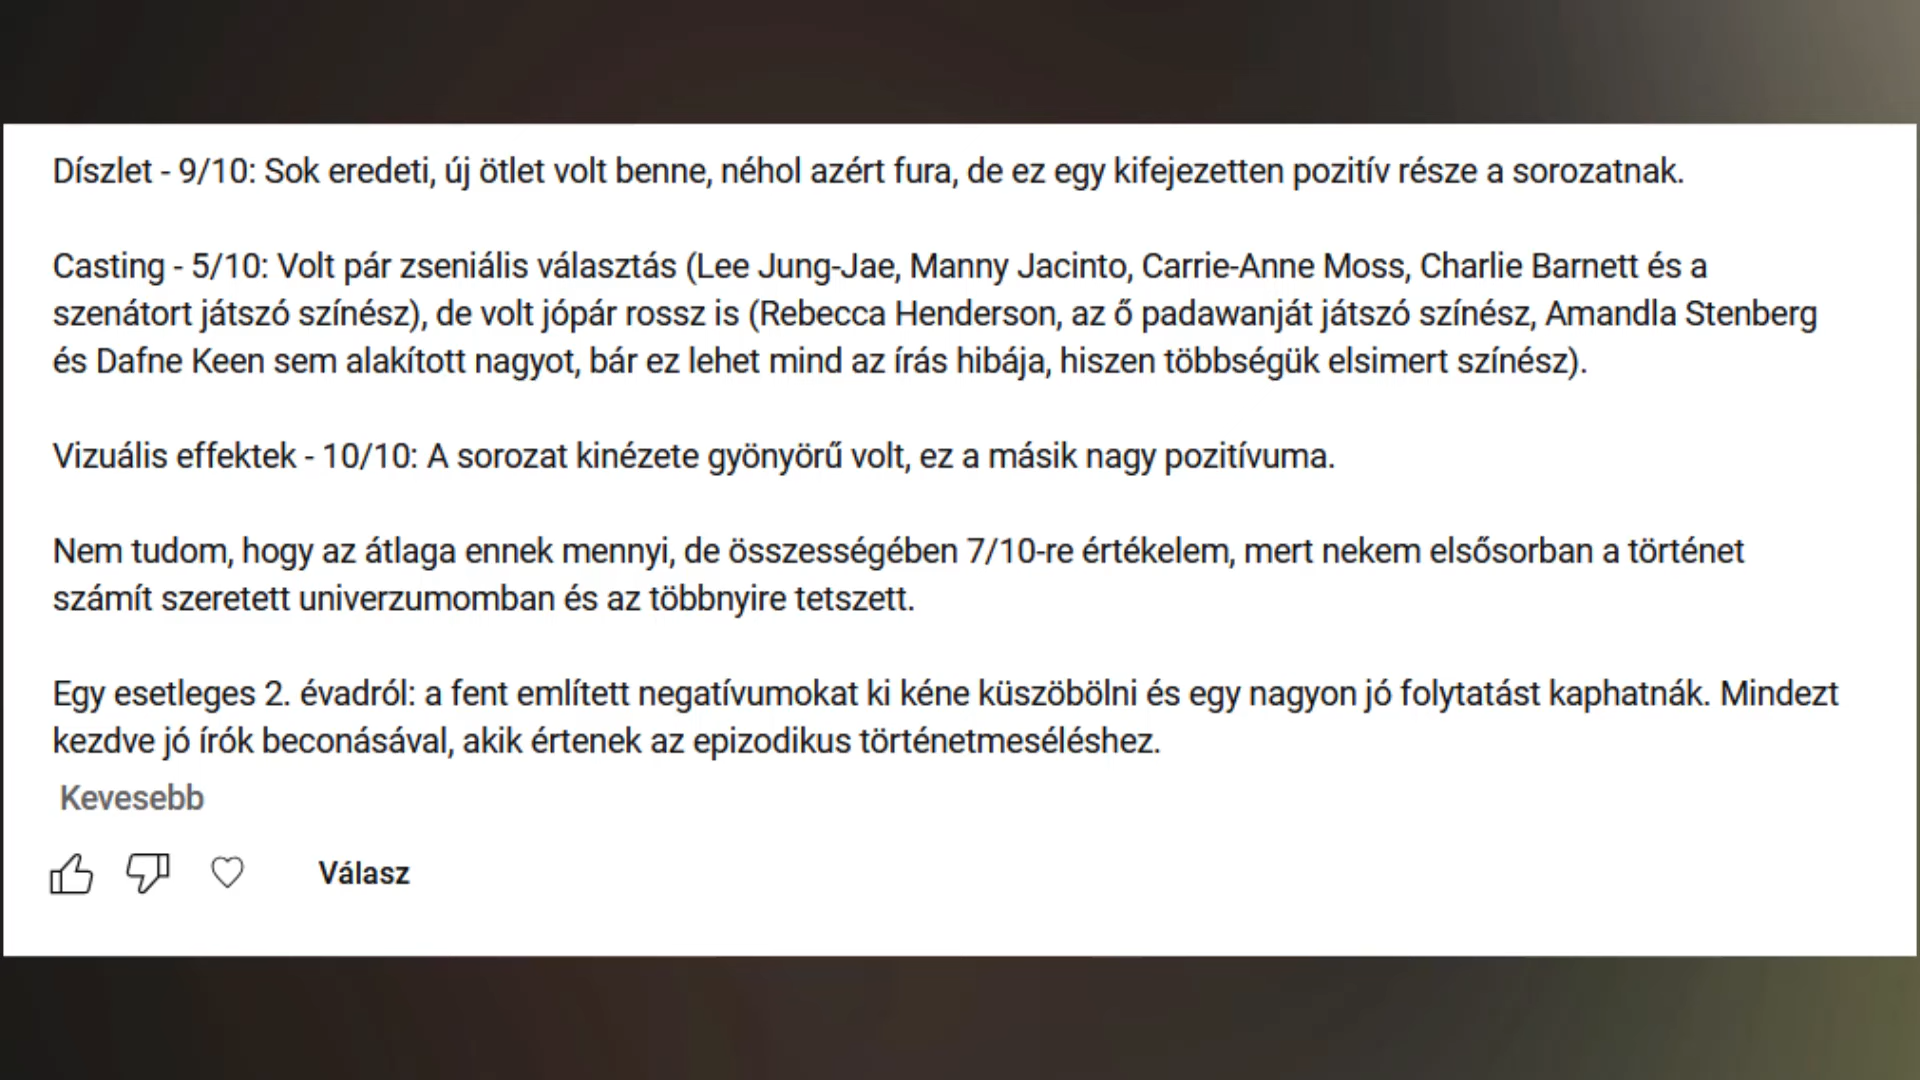 Díszlet - 9/10: Sok eredeti, új ötlet volt benne, néhol azért fura, de ez egy kifejezetten pozitív része a sorozatnak.
Casting - 5/10: Volt pár zseniális választás (Lee Jung-Jae, Manny Jacinto, Carrie-Anne Moss, Charlie Barnett és a
szenátort játszó színész), de volt jópár rossz is (Rebecca Henderson, az ő padawanját játszó színész, Amandla Stenberg
és Dafne Keen sem alakított nagyot, bár ez lehet mind az írás hibája, hiszen többségük elsimert színész).
Vizuális effektek - 10/10: A sorozat kinézete gyönyörű volt, ez a másik nagy pozitívuma.
Nem tudom, hogy az átlaga ennek mennyi, de összességében 7/10-re értékelem, mert nekem elsősorban a történet
számít szeretett univerzumomban és az többnyire tetszett.
Egy esetleges 2. évadról: a fent említett negatívumokat ki kéne küszöbölni és egy nagyon jó folytatást kaphatnák. Mindezt
kezdve jó írók beconásával, akik értenek az epizodikus történetmeséléshez.
Kevesebb
Válasz